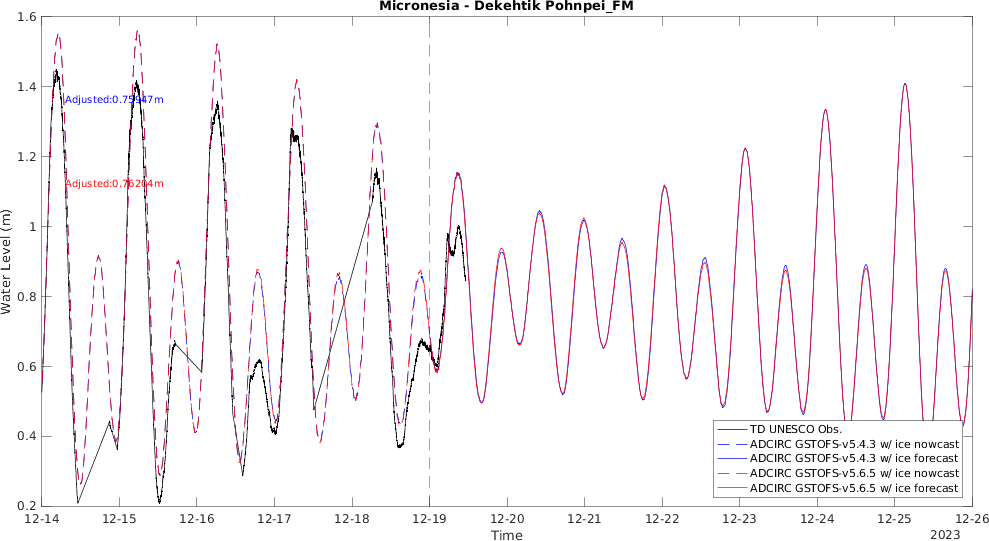 Micronesia - Dekehtik Pohnpei_FM
1.6
1.4
1.2
1
0.8
0.6
0.4
0.2
Water Level (m)
Adjusted:0.75947m
Adjusted:0.76204m
TD UNESCO Obs.
ADCIRC GSTOFS-v5.4.3 w/ ice nowcast
ADCIRC GSTOFS-v5.4.3 w/ ice forecast
ADCIRC GSTOFS-v5.6.5 w/ ice nowcast
ADCIRC GSTOFS-v5.6.5 w/ ice forecast
12-14 12-15 12-16 12-17 12-18 12-19 12-20 12-21 12-22 12-23 12-24 12-25 12-26
Time
2023